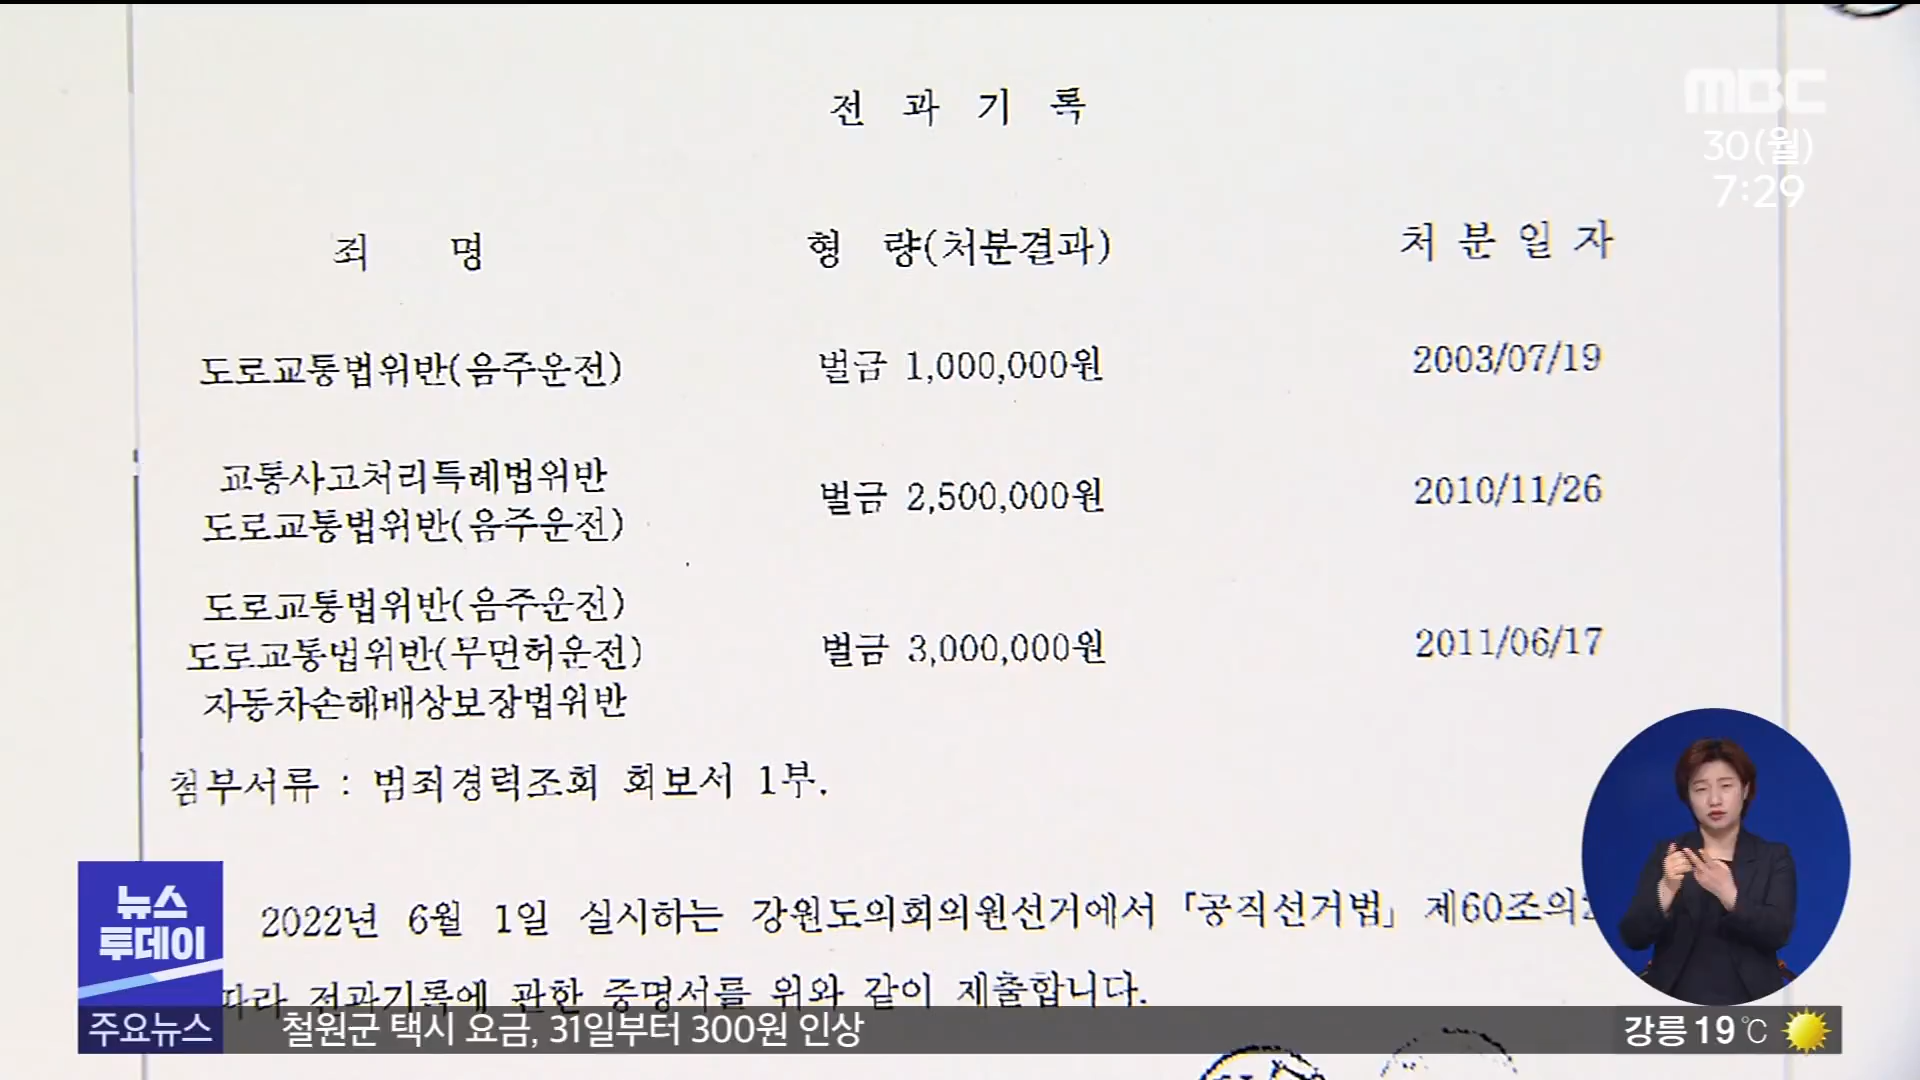 MBC
30(월)
7:29
전 과 기 록
죄 명 형 량(처분결과) 처 분 일 자
도로교통법위반(음주운전) 벌금 1,000,000원 2003/07/19
교통사고처리특례법위반
도로교통법위반(음주운전) 벌금 2,500,000원 2010/11/26
도로교통법위반(음주운전)
도로교통법위반(무면허운전) 벌금 3,000,000원 2011/06/17
자동차손해배상보장법위반
첨부서류 : 범죄경력조회 회보서 1부.
2022년 6월 1일 실시하는 강원도의회의원선거에서 「공직선거법」 제60조의2
따라 전과기록에 관한 증명서를 위와 같이 제출합니다.
뉴스
투데이
주요뉴스 철원군 택시 요금, 31일부터 300원 인상 강릉 19℃